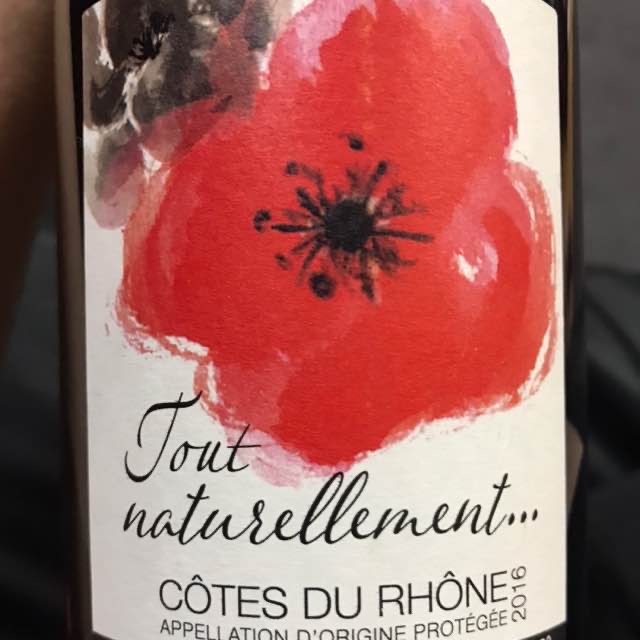 Tout
naturellement...
CÔTES DU RHÔNE
2016
APPELLATION D'ORIGINE PROTÉGÉE